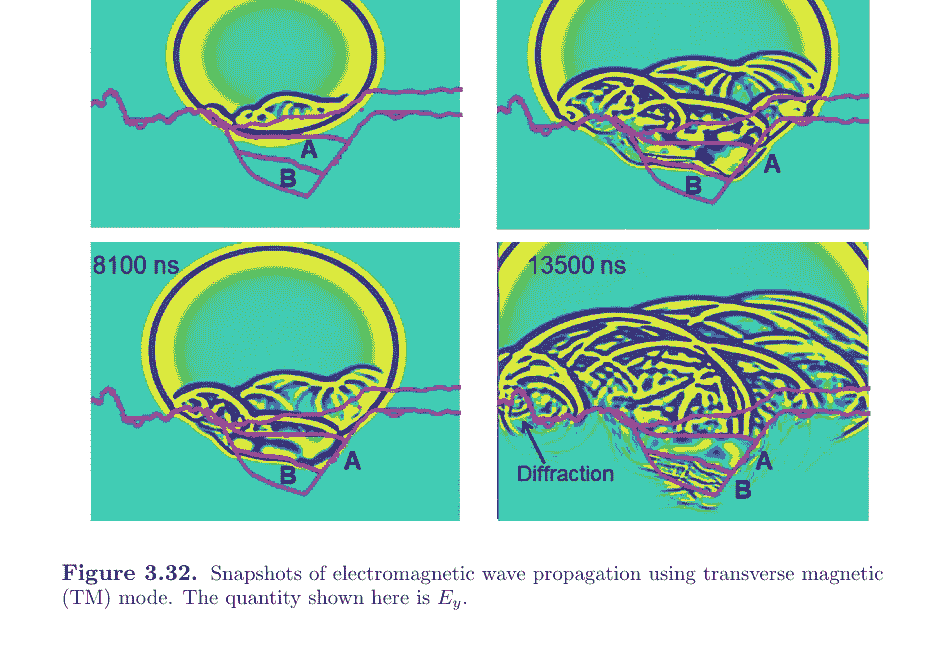 A
B
A
B
8100 ns
A
B
13500 ns
A
B
Diffraction
Figure 3.32. Snapshots of electromagnetic wave propagation using transverse magnetic
(TM) mode. The quantity shown here is E_y.